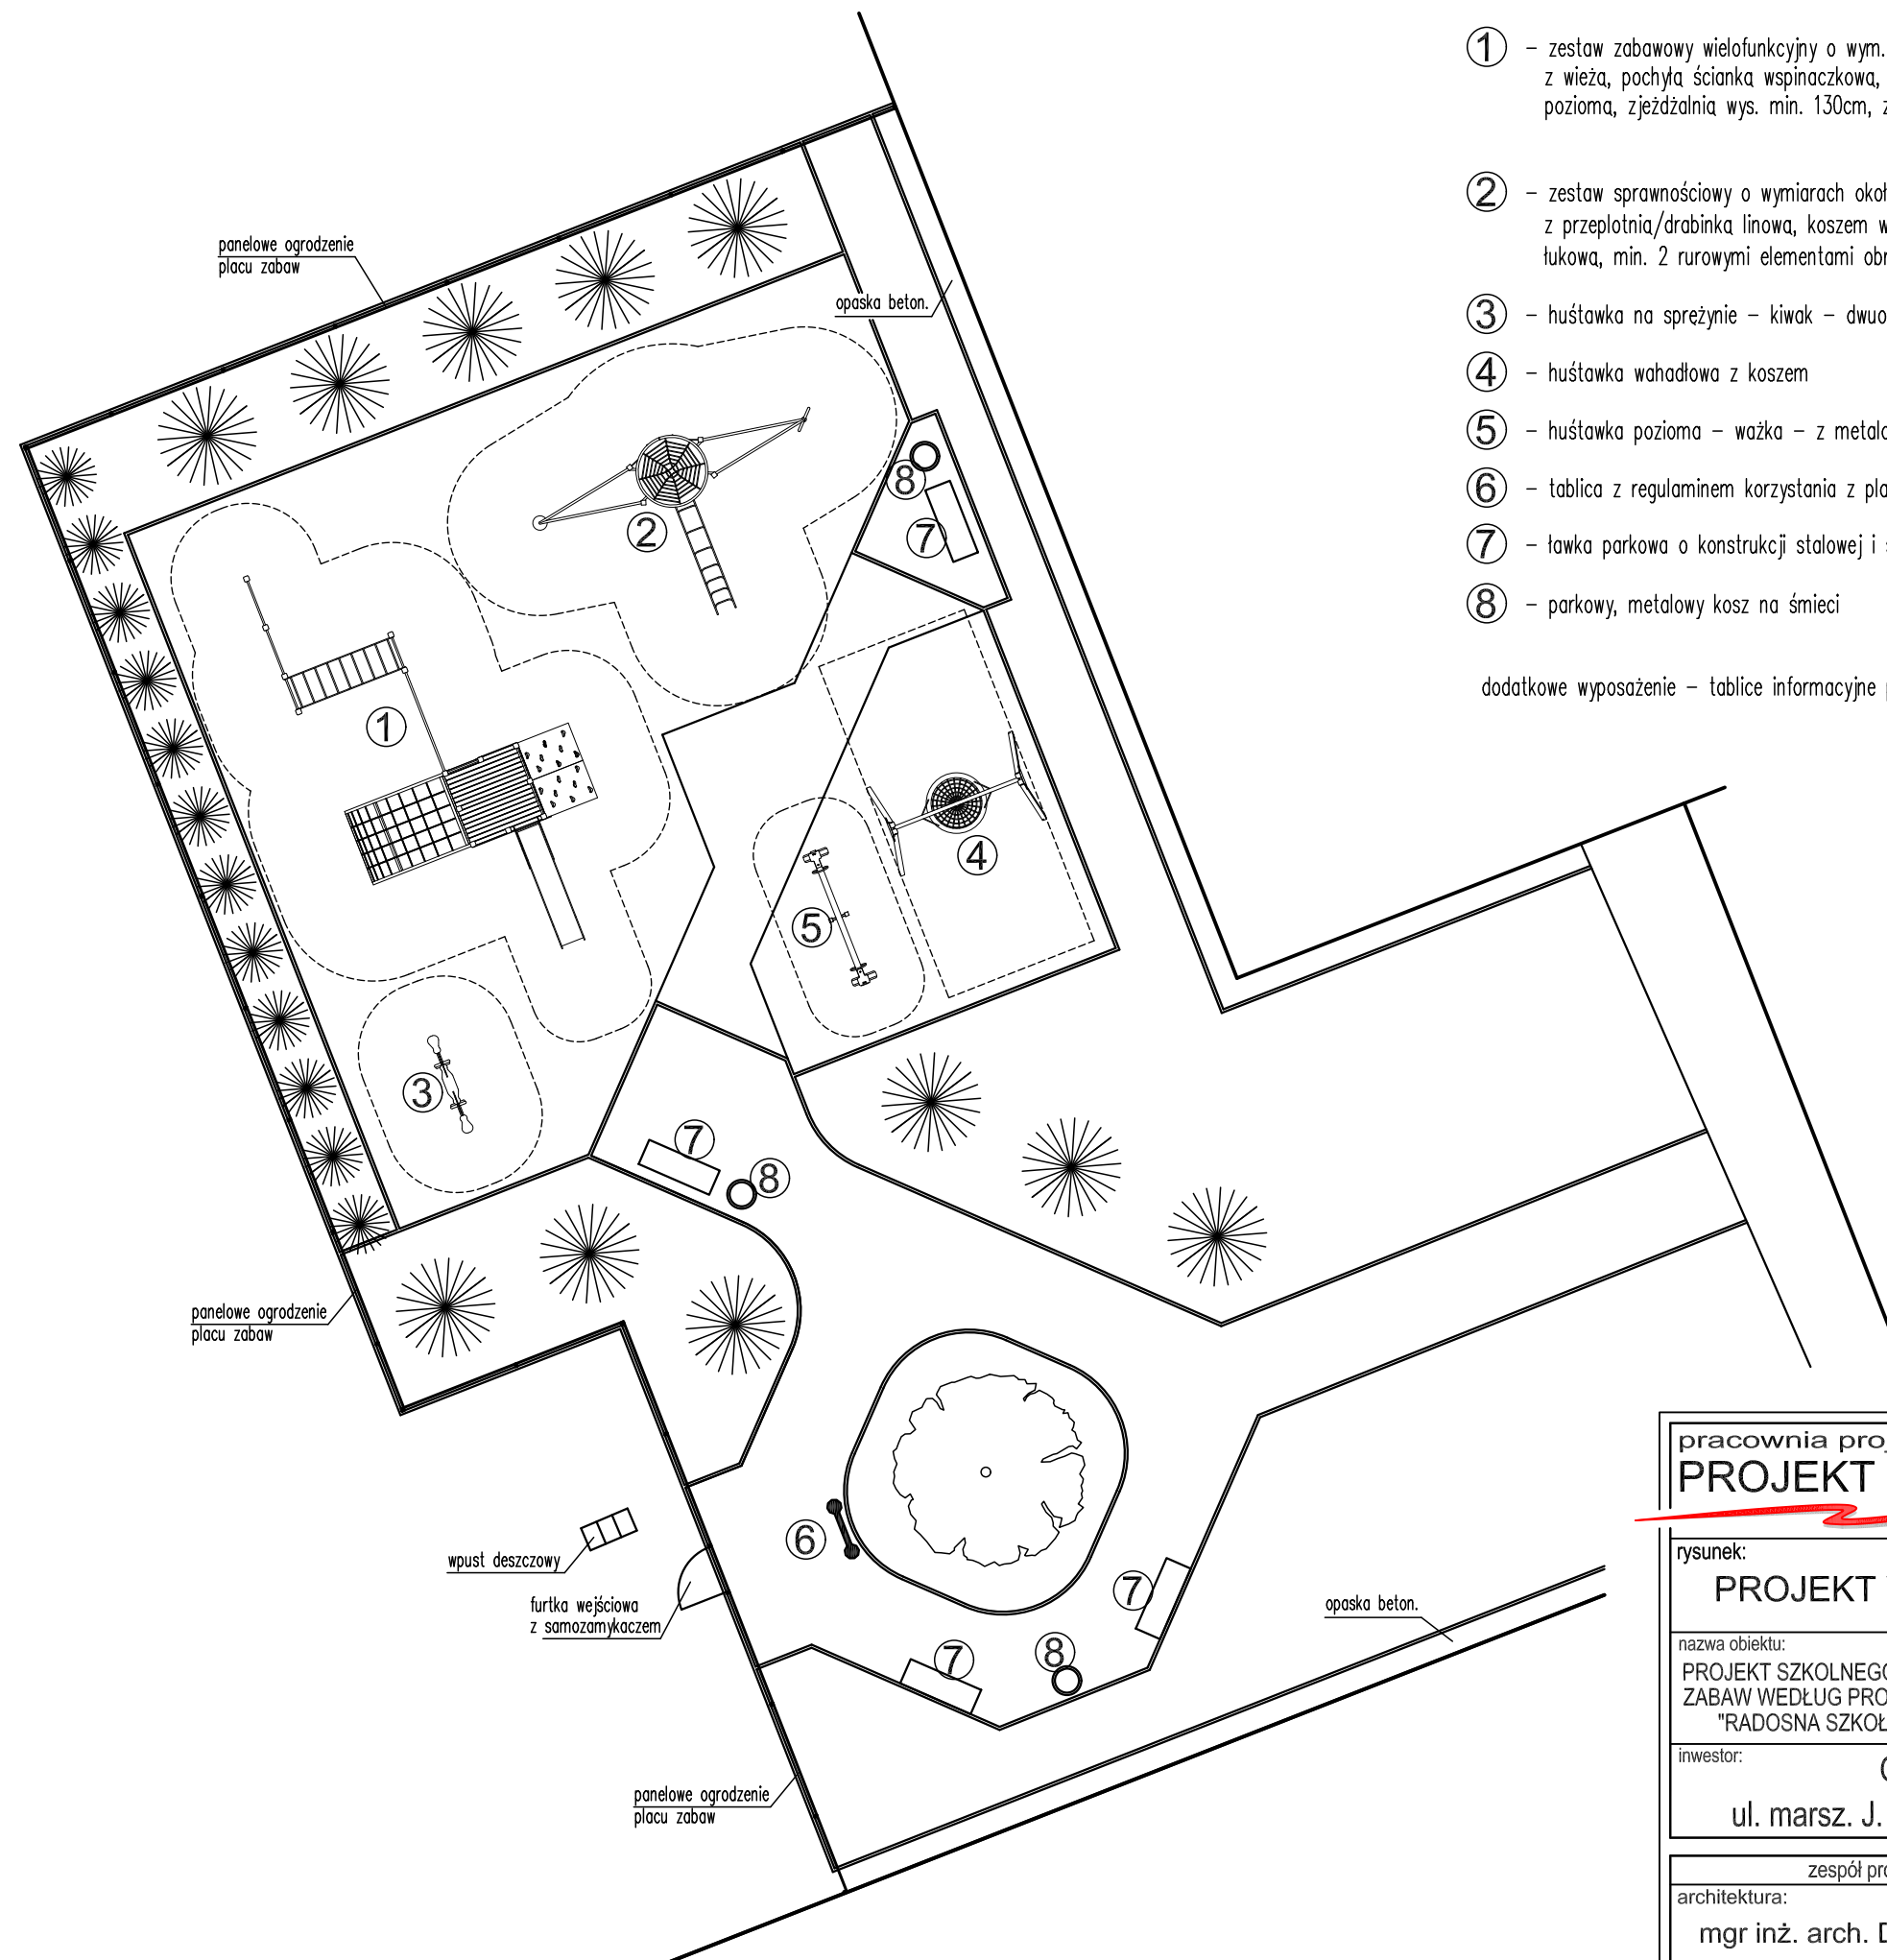 ① – zestaw zabawowy wielofunkcyjny o wym.
z wieżą, pochyłą ścianką wspinaczkową,
poziomą, zjeżdżalnią wys. min. 130cm,
② – zestaw sprawnościowy o wymiarach
z przeplotnią/drabinką linową, koszem
łukową, min. 2 rurowymi elementami
③ – huśtawka na sprężynie – kiwak –
④ – huśtawka wahadłowa z koszem
⑤ – huśtawka pozioma – ważka – z
⑥ – tablica z regulaminem korzystania z
⑦ – ławka parkowa o konstrukcji stalowej i
⑧ – parkowy, metalowy kosz na śmieci
dodatkowe wyposażenie – tablice informacyjne
panelowe ogrodzenie
placu zabaw
opaska beton.
8
7
2
1
4
5
3
7
8
panelowe ogrodzenie
placu zabaw
6
wpust deszczowy
furtka wejściowa
z samozamykaczem
7
opaska beton.
7
8
panelowe ogrodzenie
placu zabaw
pracownia
PROJEKT
rysunek:
PROJEKT
nazwa obiektu:
PROJEKT SZKOLNEGO
ZABAW WEDŁUG
"RADOSNA
inwestor:
ul. marsz. J.
zespół
architektura:
mgr inż. arch.